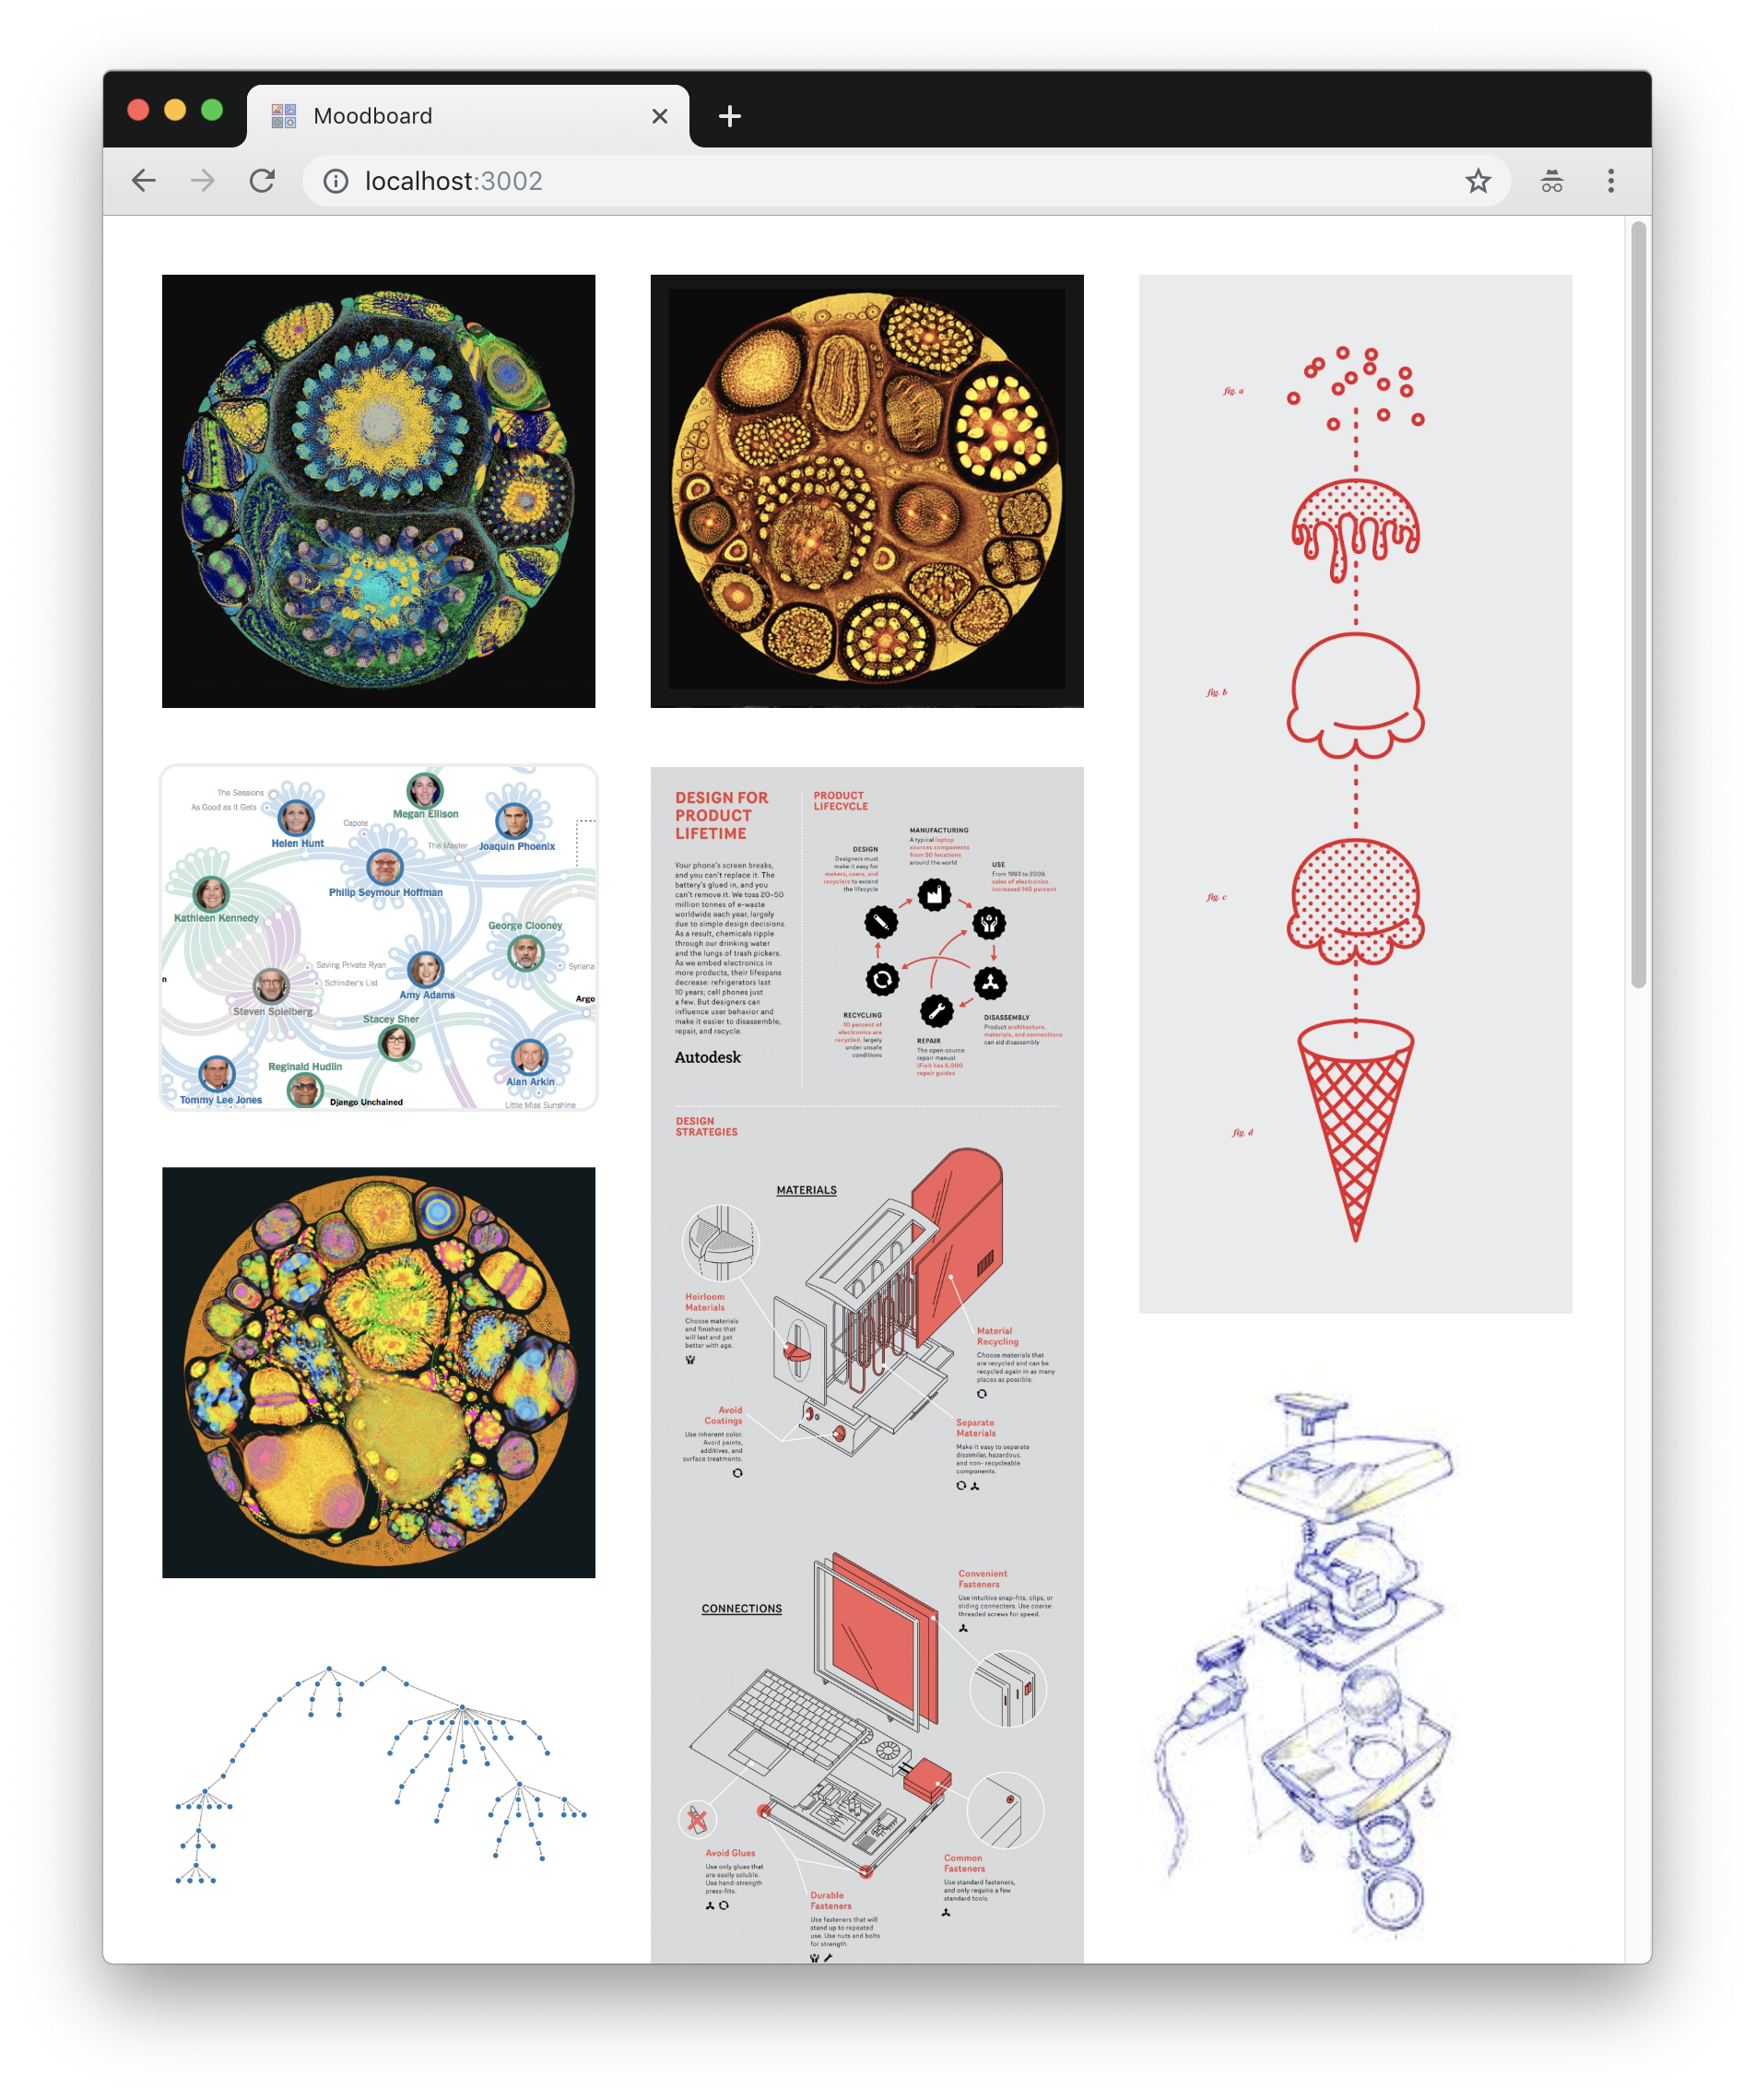 Moodboard
localhost:3002
The Sessions
As Good as it Gets
Helen Hunt
Megan Ellison
Capote
Joaquin Phoenix
The Master
Philip Seymour Hoffman
Kathleen Kennedy
George Clooney
Saving Private Ryan
Schindler's List
Syriana
n
Amy Adams
Argo
Steven Spielberg
Stacey Sher
Reginald Hudlin
Alan Arkin
Tommy Lee Jones
Django Unchained
Little Miss Sunshine
DESIGN FOR
PRODUCT
LIFETIME
Your phone's screen breaks,
and you can't replace it. The
battery's glued in, and you
can't remove it. We toss 20-50
million tonnes of e-waste
worldwide each year, largely
due to simple design decisions.
As a result, chemicals ripple
through our drinking water
and the lungs of trash pickers.
As we embed electronics in
more products, their lifespans
decrease: refrigerators last
10 years; cell phones just
a few. But designers can
influence user behavior and
make it easier to disassemble,
repair, and recycle.
Autodesk
PRODUCT
LIFECYCLE
MANUFACTURING
A typical laptop
sources components
from 50 locations
around the world
DESIGN
Designers must
make it easy for
makers, users, and
recyclers to extend
the lifecycle
USE
From 1993 to 2009,
sales of electronics
increased 140 percent
RECYCLING
10 percent of
electronics are
recycled, largely
under unsafe
conditions
REPAIR
The open-source
repair manual
iFixit has 6,000
repair guides
DISASSEMBLY
Product architecture,
materials, and connections
can aid disassembly
DESIGN
STRATEGIES
MATERIALS
Heirloom
Materials
Choose materials
and finishes that
will last and get
better with age.
Material
Recycling
Choose materials that
are recycled and can be
recycled again in as many
places as possible.
Avoid
Coatings
Use inherent color.
Avoid paints,
additives, and
surface treatments.
Separate
Materials
Make it easy to separate
dissimilar, hazardous,
and non-recycleable
components.
CONNECTIONS
Convenient
Fasteners
Use intuitive snap-fits, clips, or
sliding connecters. Use coarse
threaded screws for speed.
Avoid Glues
Use only glues that
are easily soluble.
Use hand-strength
press-fits.
Durable
Fasteners
Use fasteners that will
stand up to repeated
use. Use nuts and bolts
for strength.
Common
Fasteners
Use standard fasteners,
and only require a few
standard tools.
fig. a
fig. b
fig. c
fig. d